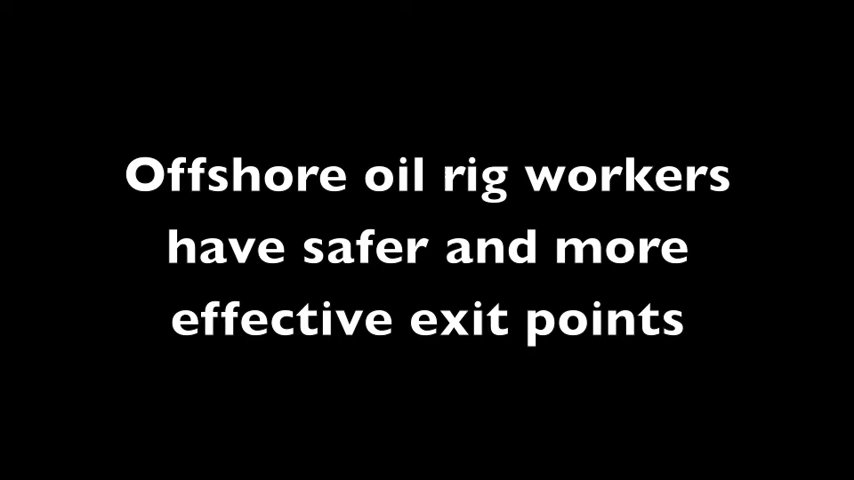 Offshore oil rig workers
have safer and more
effective exit points